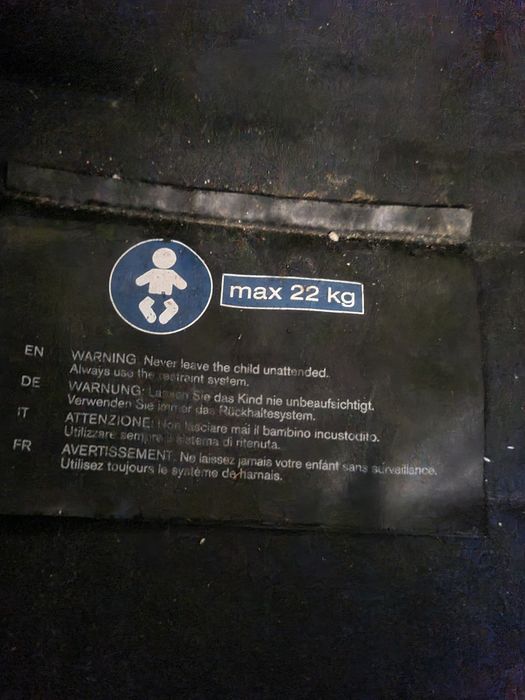 max 22 kg
EN WARNING. Never leave the child unattended.
Always use the restraint system.
DE WARNUNG: Lassen Sie das Kind nie unbeaufsichtigt.
Verwenden Sie immer das Rückhaltesystem.
IT ATTENZIONE: Non lasciare mai il bambino incustodito.
Utilizzare sempre il sistema di ritenuta.
FR AVERTISSEMENT. Ne laissez jamais votre enfant sans surveillance.
Utilisez toujours le système de harnais.